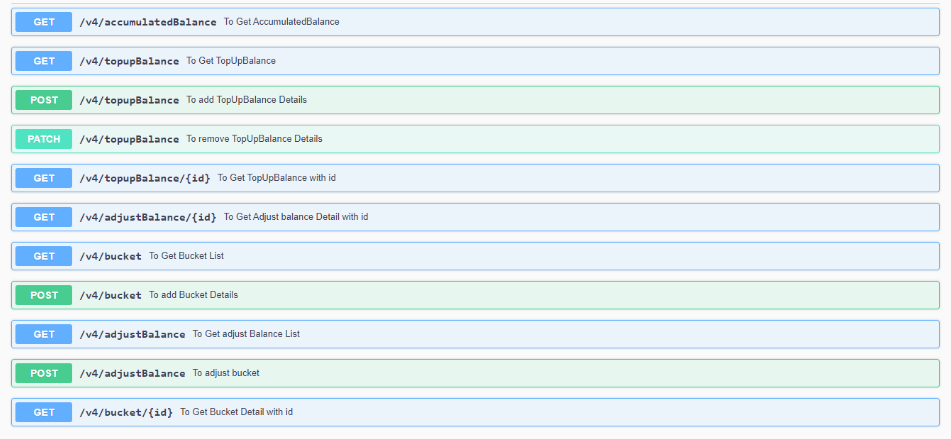 GET /v4/accumulatedBalance To Get AccumulatedBalance
GET /v4/topupBalance To Get TopUpBalance
POST /v4/topupBalance To add TopUpBalance Details
PATCH /v4/topupBalance To remove TopUpBalance Details
GET /v4/topupBalance/{id} To Get TopUpBalance with id
GET /v4/adjustBalance/{id} To Get Adjust balance Detail with id
GET /v4/bucket To Get Bucket List
POST /v4/bucket To add Bucket Details
GET /v4/adjustBalance To Get adjust Balance List
POST /v4/adjustBalance To adjust bucket
GET /v4/bucket/{id} To Get Bucket Detail with id